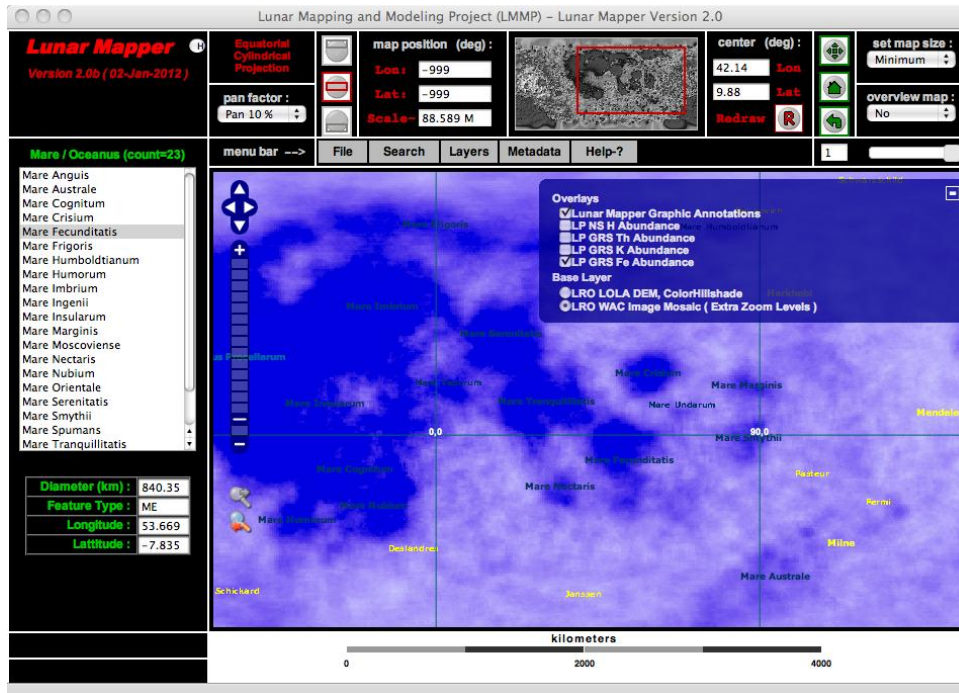 Lunar Mapping and Modeling Project (LMMP) – Lunar Mapper Version 2.0
Lunar Mapper
H
Version 2.0b ( 02-Jan-2012 )
Equatorial
Cylindrical
Projection
pan factor :
Pan 10 %
map position (deg) :
Lon: -999
Lat: -999
Scale~ 88.589 M
center (deg) :
42.14 Lon
9.88 Lat
Redraw R
set map size :
Minimum
overview map :
No
menu bar -->
File
Search
Layers
Metadata
Help-?
1
Mare / Oceanus (count=23)
Mare Anguis
Mare Australe
Mare Cognitum
Mare Crisium
Mare Fecunditatis
Mare Frigoris
Mare Humboldtianum
Mare Humorum
Mare Imbrium
Mare Ingenii
Mare Insularum
Mare Marginis
Mare Moscoviense
Mare Nectaris
Mare Nubium
Mare Orientale
Mare Serenitatis
Mare Smythii
Mare Spumans
Mare Tranquillitatis
Diameter (km) : 840.35
Feature Type : ME
Longitude : 53.669
Lattitude : -7.835
Overlays
Lunar Mapper Graphic Annotations
LP NS H Abundance
LP GRS Th Abundance
LP GRS K Abundance
LP GRS Fe Abundance
Base Layer
LRO LOLA DEM, ColorHillshade
LRO WAC Image Mosaic ( Extra Zoom Levels )
Mare Frigoris
Humboldtianum
Mare Imbrium
Mare Serenitatis
Mare Crisium
Mare Marginis
Mare Insularum
Mare Tranquillitatis
Mare Undarum
Mendele
0,0
90,0
Mare Smythii
Mare Cognitum
Mare Fecunditatis
Pasteur
Mare Nectaris
Mare Nubium
Fermi
Mare Humorum
Deslandres
Milne
Mare Australe
Schickard
Janssen
kilometers
0
2000
4000